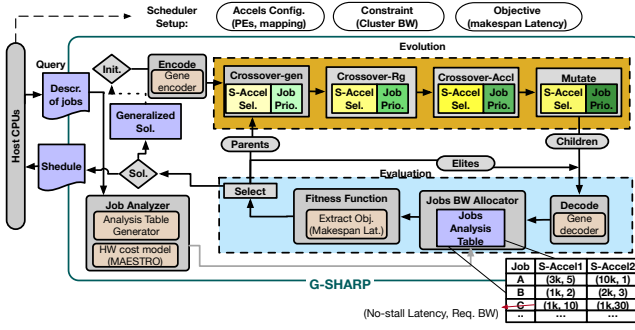 Scheduler
Setup:
Accels Config.
(PEs, mapping)
Constraint
(Cluster BW)
Objective
(makespan Latency)
Host CPUs
Query
Descr.
of jobs
Shedule
Init.
Encode
Gene
encoder
Generalized
Sol.
Sol.
Evolution
Crossover-gen
S-Accel
Sel.
Job
Prio.
Crossover-Rg
S-Accel
Sel.
Job
Prio.
Crossover-Accl
S-Accel
Sel.
Job
Prio.
Mutate
S-Accel
Sel.
Job
Prio.
Parents
Children
Elites
Evaluation
Select
Fitness Function
Extract Obj.
(Makespan Lat.)
Jobs BW Allocator
Jobs
Analysis
Table
Decode
Gene
decoder
Job Analyzer
Analysis Table
Generator
HW cost model
(MAESTRO)
G-SHARP
Job S-Accel1 S-Accel2
A (3k, 5) (10k, 1)
B (1k, 2) (2k, 3)
C (1k, 10) (1k,30)
.. ... ...
(No-stall Latency, Req. BW)